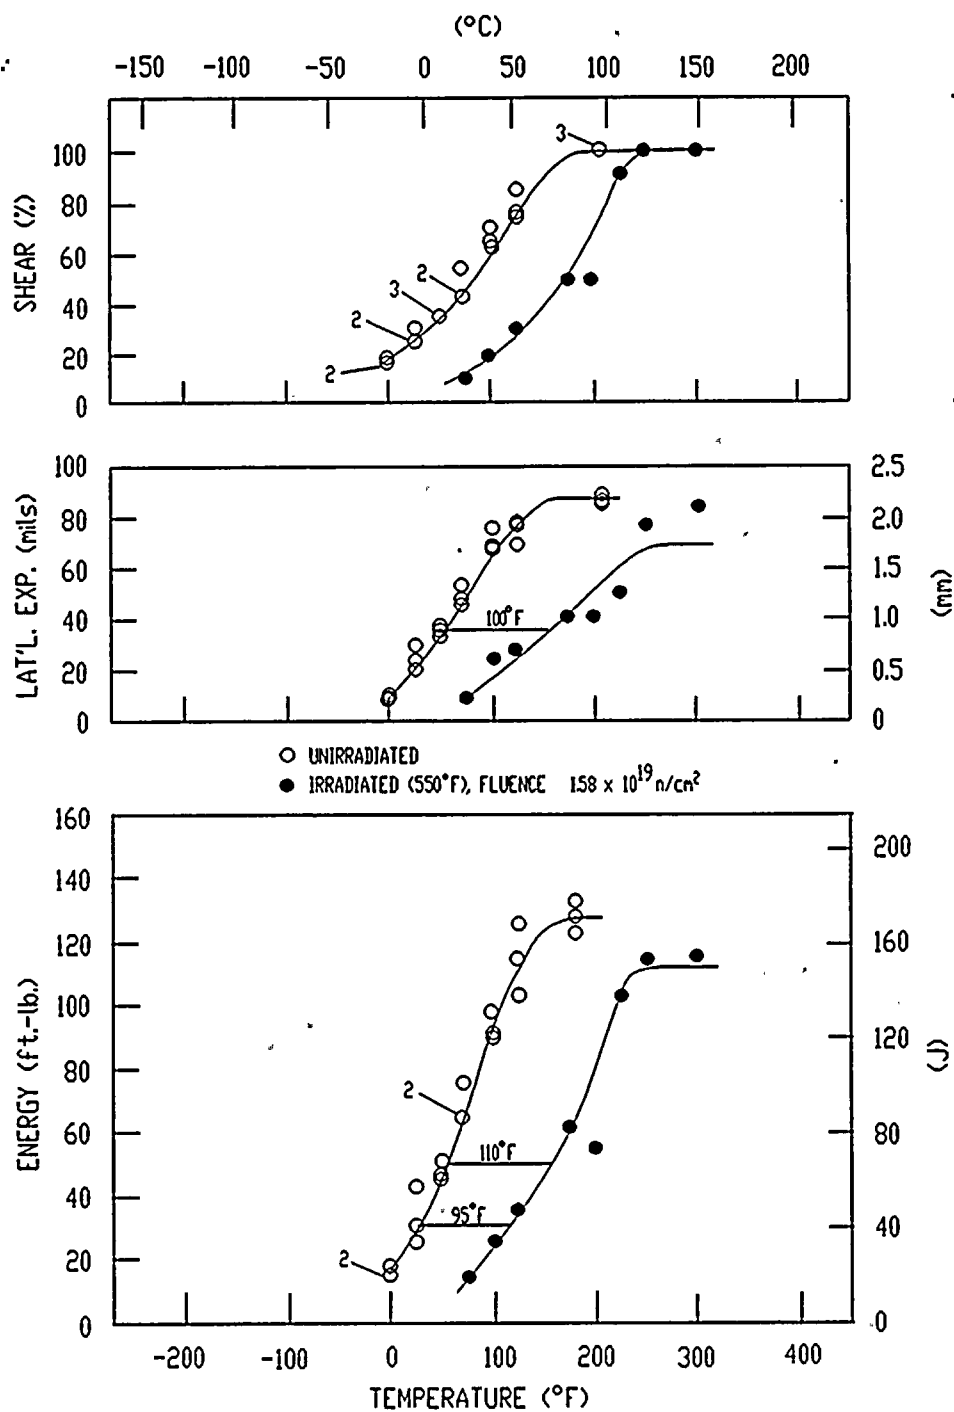 (°C)
-150 -100 -50 0 50 100 150 200
SHEAR (%)
100
80
60
40
20
0
3
2
3
2
2
LAT'L. EXP. (mils)
100
80
60
40
20
0
2.5
2.0
1.5
1.0
0.5
0
(mm)
100°F
○ UNIRRADIATED
● IRRADIATED (550°F), FLUENCE 1.58 x 10¹⁹ n/cm²
ENERGY (ft.-lb.)
160
140
120
100
80
60
40
20
0
200
160
120
80
40
0
(J)
2
110°F
95°F
2
-200 -100 0 100 200 300 400
TEMPERATURE (°F)